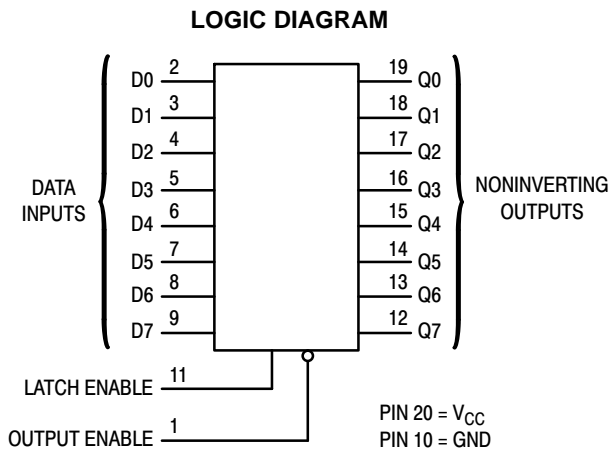 LOGIC DIAGRAM
D0 2 19 Q0
D1 3 18 Q1
D2 4 17 Q2
D3 5 16 Q3
D4 6 15 Q4
D5 7 14 Q5
D6 8 13 Q6
D7 9 12 Q7
DATA
INPUTS
NONINVERTING
OUTPUTS
LATCH ENABLE 11
OUTPUT ENABLE 1
PIN 20 = VCC
PIN 10 = GND